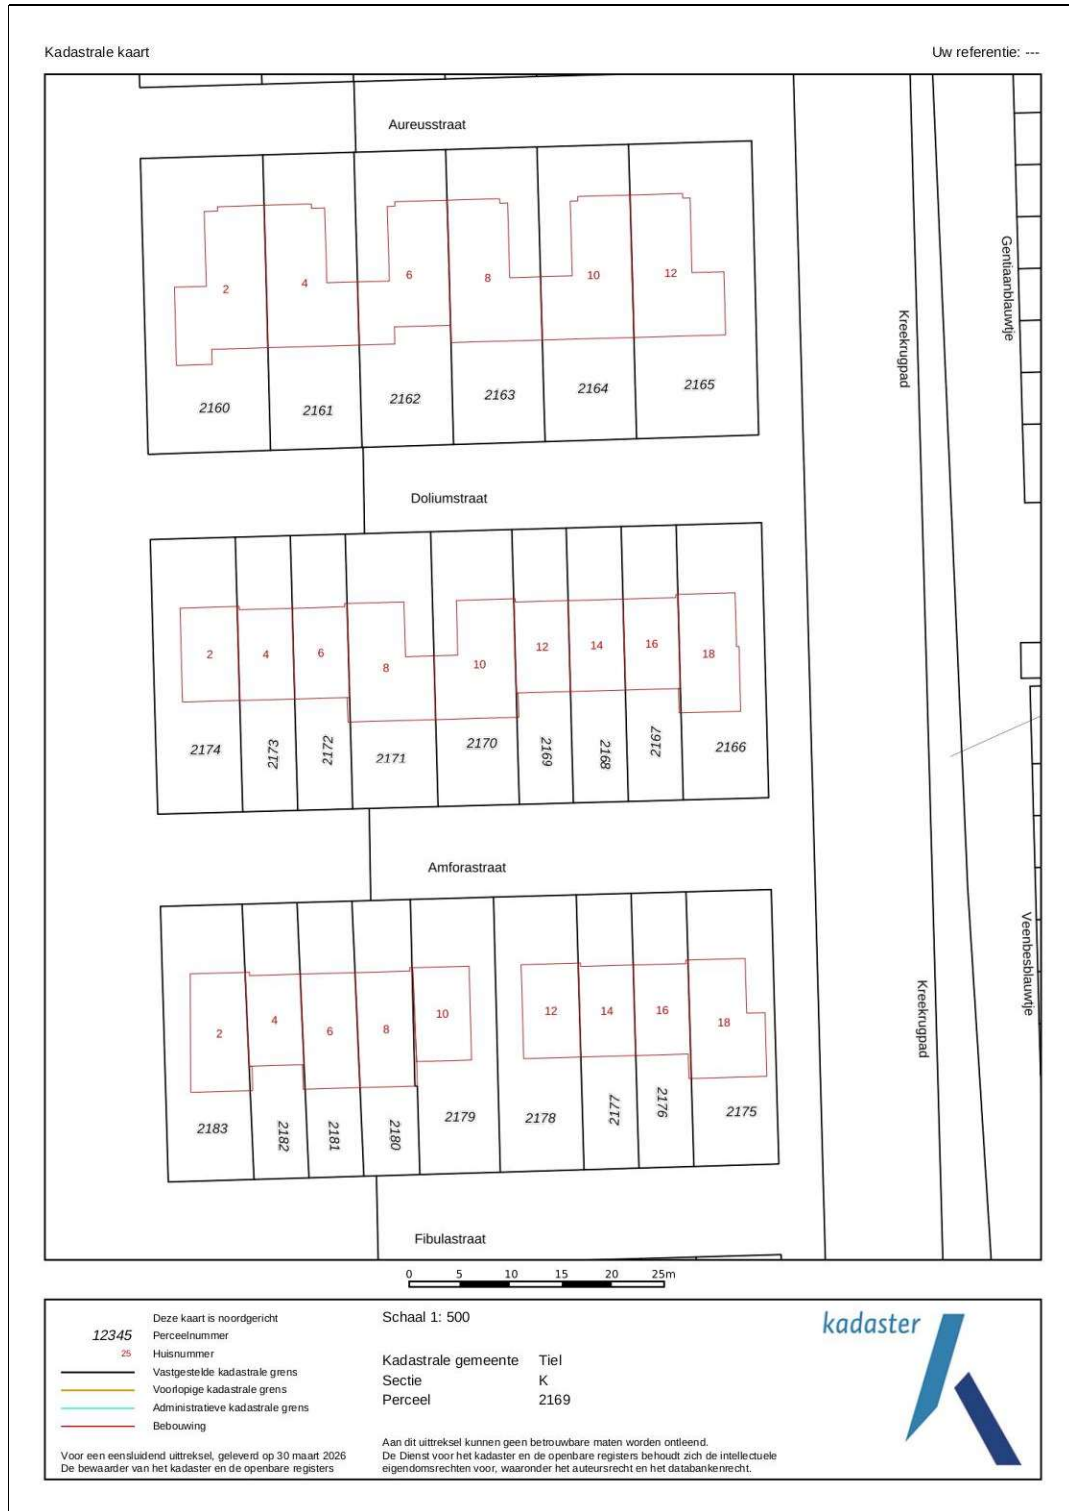 Kadastrale kaart
Uw referentie: ---
Aureusstraat
2
4
6
8
10
12
2160
2161
2162
2163
2164
2165
Kreekrugpad
Gentiaanblauwtje
Doliumstraat
2
4
6
8
10
12
14
16
18
2174
2173
2172
2171
2170
2169
2168
2167
2166
Amforastraat
2
4
6
8
10
12
14
16
18
2183
2182
2181
2180
2179
2178
2177
2176
2175
Kreekrugpad
Veenbesblauwtje
Fibulastraat
0 5 10 15 20 25m
Deze kaart is noordgericht
12345 Perceelnummer
25 Huisnummer
Vastgestelde kadastrale grens
Voorlopige kadastrale grens
Administratieve kadastrale grens
Bebouwing
Voor een eensluidend uittreksel, geleverd op 30 maart 2026
De bewaarder van het kadaster en de openbare registers
Schaal 1: 500
Kadastrale gemeente Tiel
Sectie K
Perceel 2169
Aan dit uittreksel kunnen geen betrouwbare maten worden ontleend.
De Dienst voor het kadaster en de openbare registers behoudt zich de intellectuele
eigendomsrechten voor, waaronder het auteursrecht en het databankenrecht.
kadaster